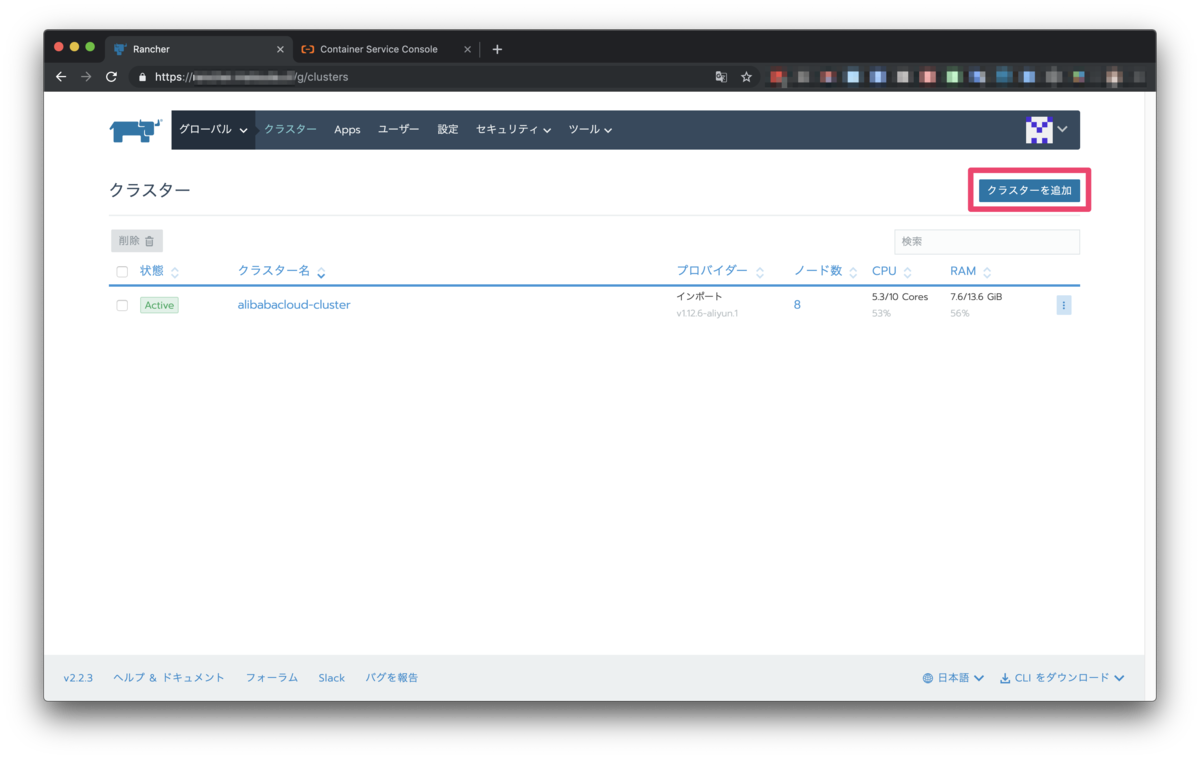 Rancher
Container Service Console
https:// /g/clusters
グローバル クラスター Apps ユーザー 設定 セキュリティ ツール
クラスター
クラスターを追加
削除
検索
状態 クラスター名 プロバイダー ノード数 CPU RAM
Active alibabacloud-cluster インポート 8 5.3/10 Cores 7.6/13.6 GiB
v1.12.6-aliyun.1 53% 56%
v2.2.3 ヘルプ & ドキュメント フォーラム Slack バグを報告 日本語 CLI をダウンロード